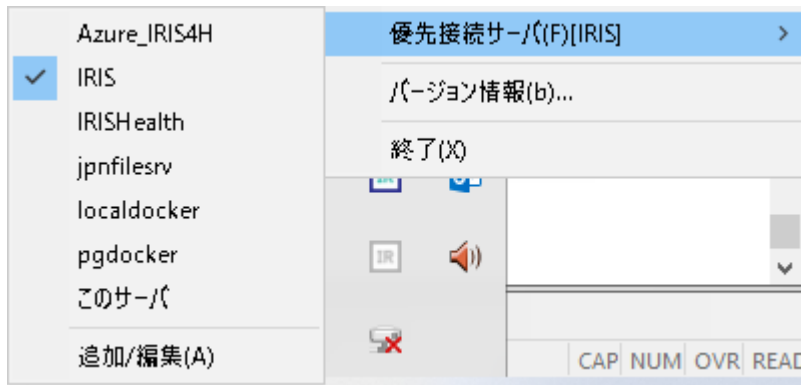 Azure_IRIS4H
IRIS
IRISHealth
jpnfilesrv
localdocker
pgdocker
このサーバ
追加/編集(A)
優先接続サーバ(F)[IRIS]
バージョン情報(b)...
終了(X)
IR
CAP NUM OVR READ